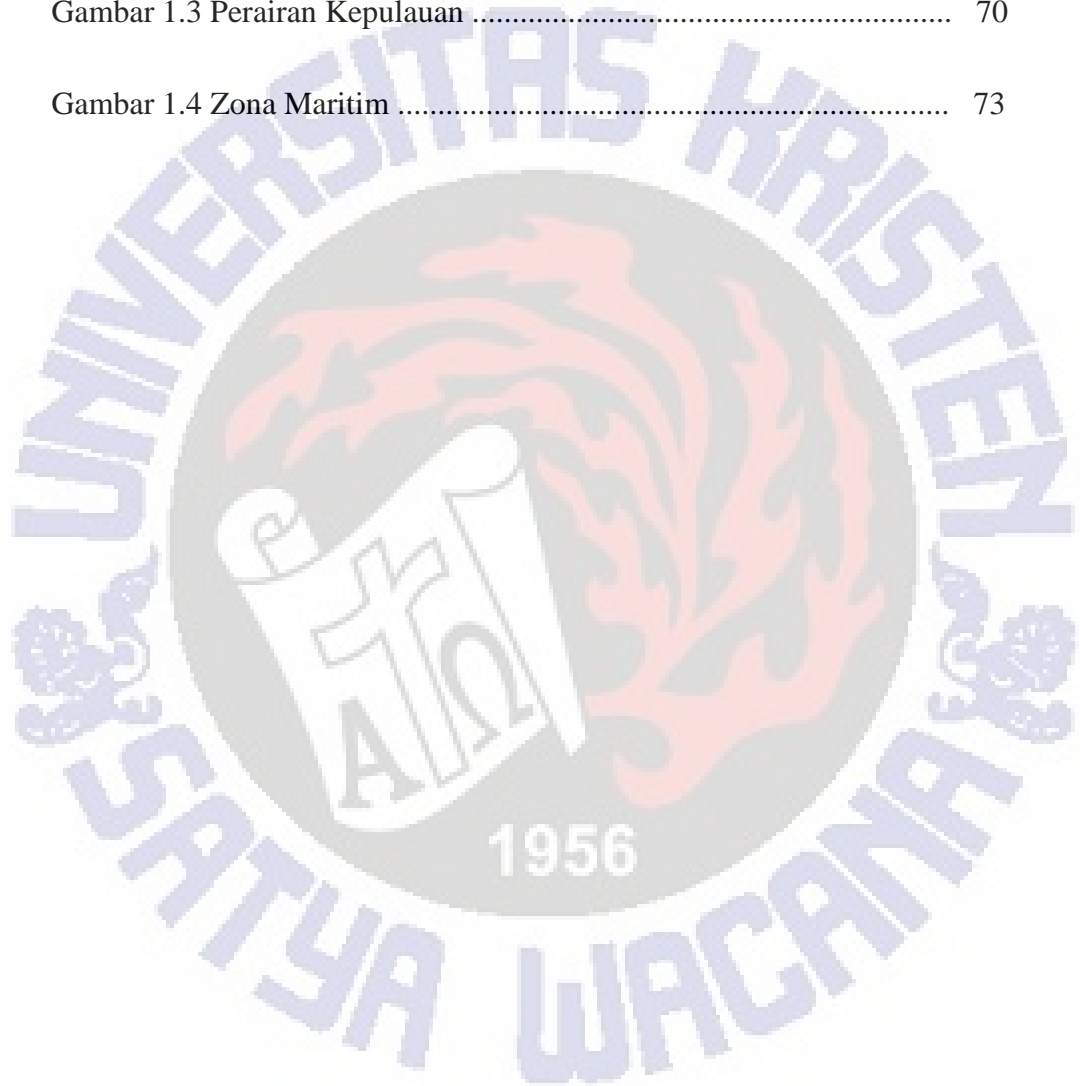 Gambar 1.3 Perairan Kepulauan ............................................................ 70
Gambar 1.4 Zona Maritim ..................................................................... 73
UNIVERSITAS KRISTEN
Α Ω
1956
SATYA WACANA